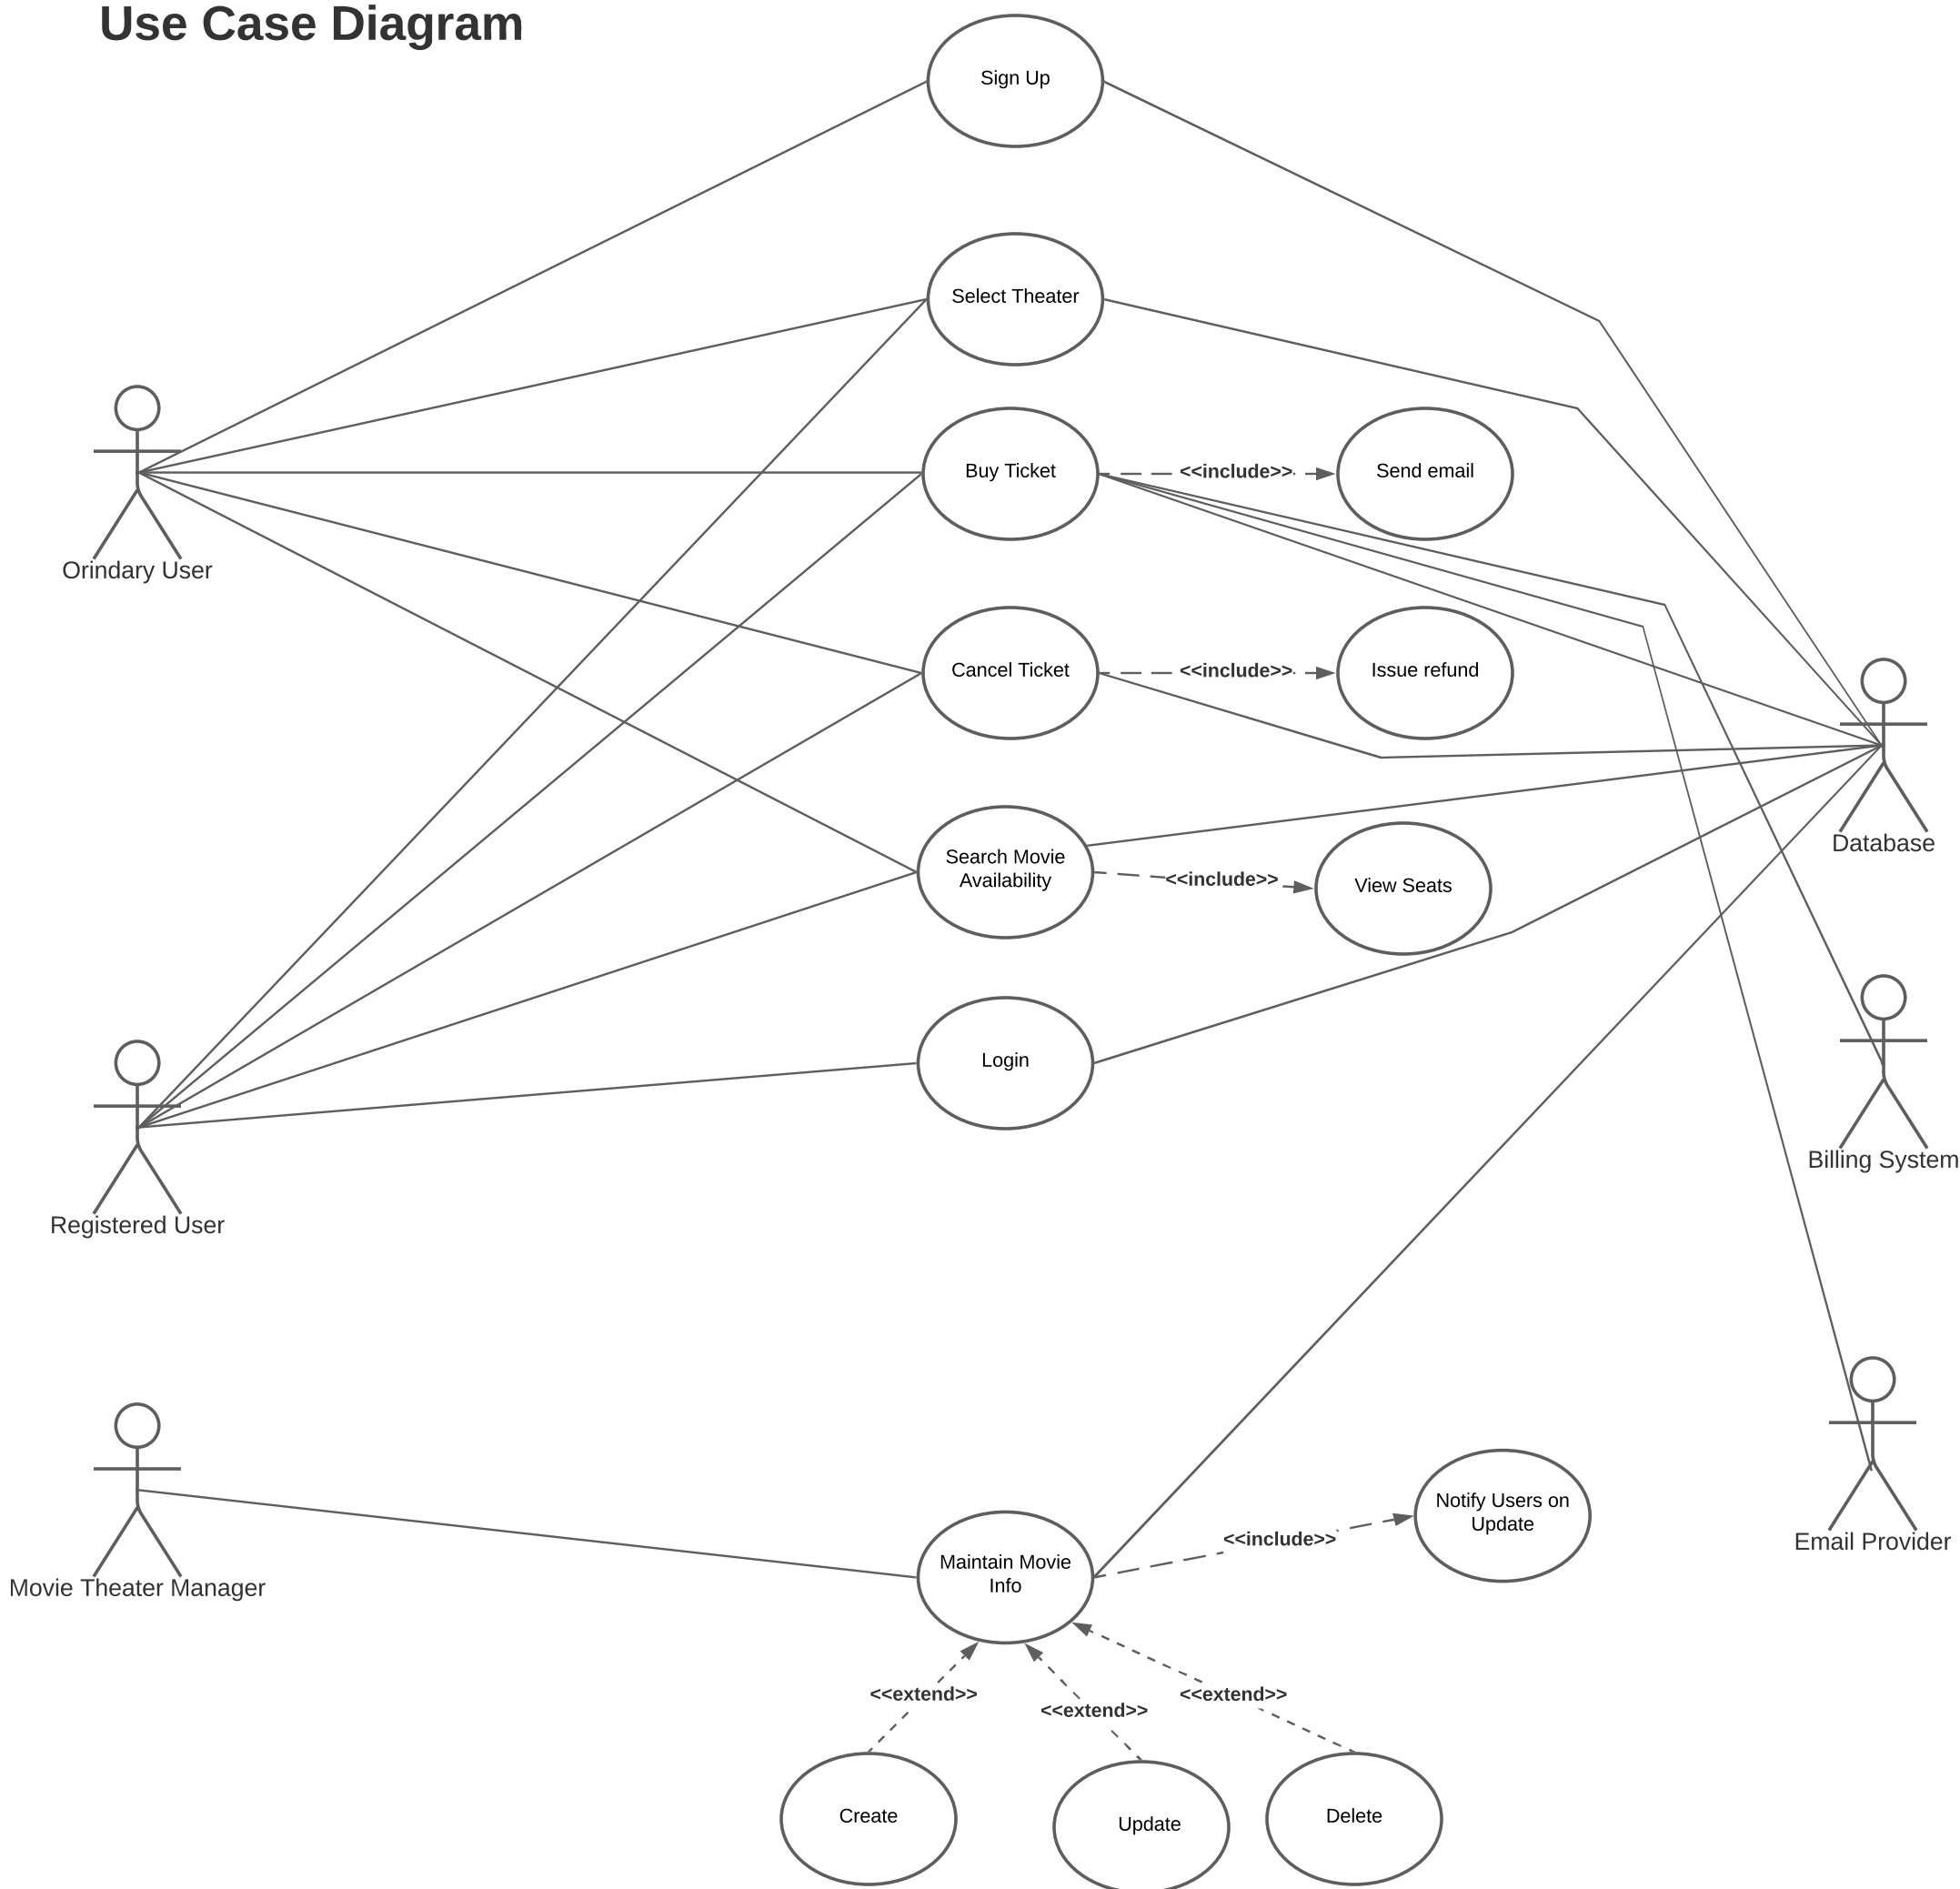 Use Case Diagram
Sign Up
Select Theater
Buy Ticket
<<include>>
Send email
Orindary User
Cancel Ticket
<<include>>
Issue refund
Database
Search Movie
Availability
<<include>>
View Seats
Login
Billing System
Registered User
Notify Users on
Update
<<include>>
Email Provider
Maintain Movie
Info
Movie Theater Manager
<<extend>>
<<extend>>
<<extend>>
Create
Update
Delete